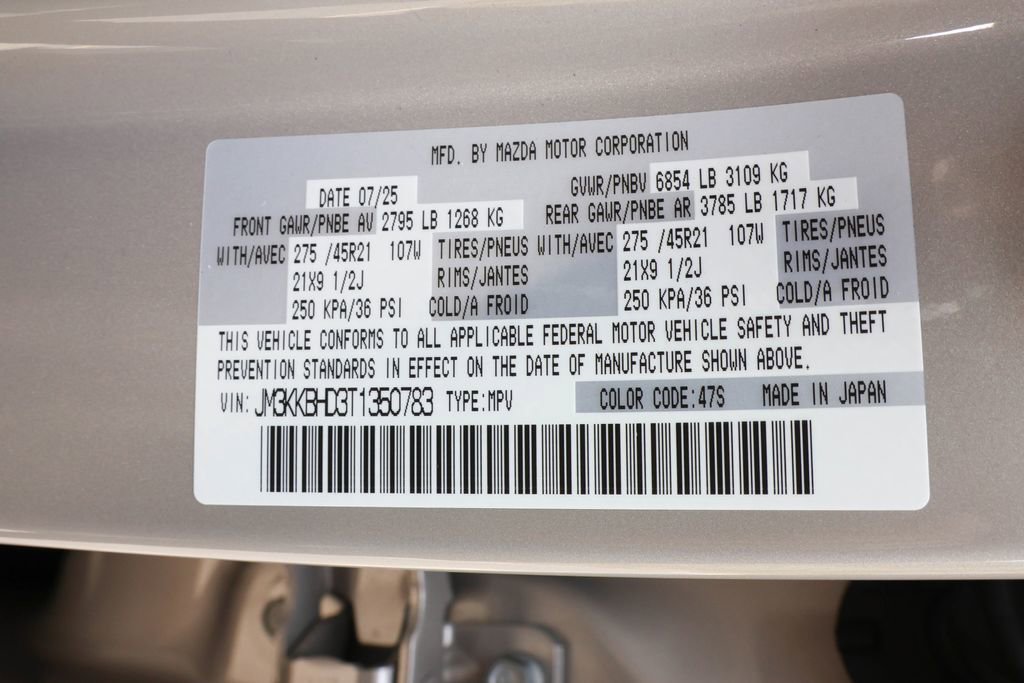 MFD. BY MAZDA MOTOR CORPORATION
DATE 07/25 GVWR/PNBV 6854 LB 3109 KG
FRONT GAWR/PNBE AV 2795 LB 1268 KG REAR GAWR/PNBE AR 3785 LB 1717 KG
WITH/AVEC 275 /45R21 107W TIRES/PNEUS WITH/AVEC 275 /45R21 107W TIRES/PNEUS
21X9 1/2J RIMS/JANTES 21X9 1/2J RIMS/JANTES
250 KPA/36 PSI COLD/A FROID 250 KPA/36 PSI COLD/A FROID
THIS VEHICLE CONFORMS TO ALL APPLICABLE FEDERAL MOTOR VEHICLE SAFETY AND THEFT
PREVENTION STANDARDS IN EFFECT ON THE DATE OF MANUFACTURE SHOWN ABOVE.
VIN: JM3KKBHD3T1350783 TYPE:MPV COLOR CODE:47S MADE IN JAPAN